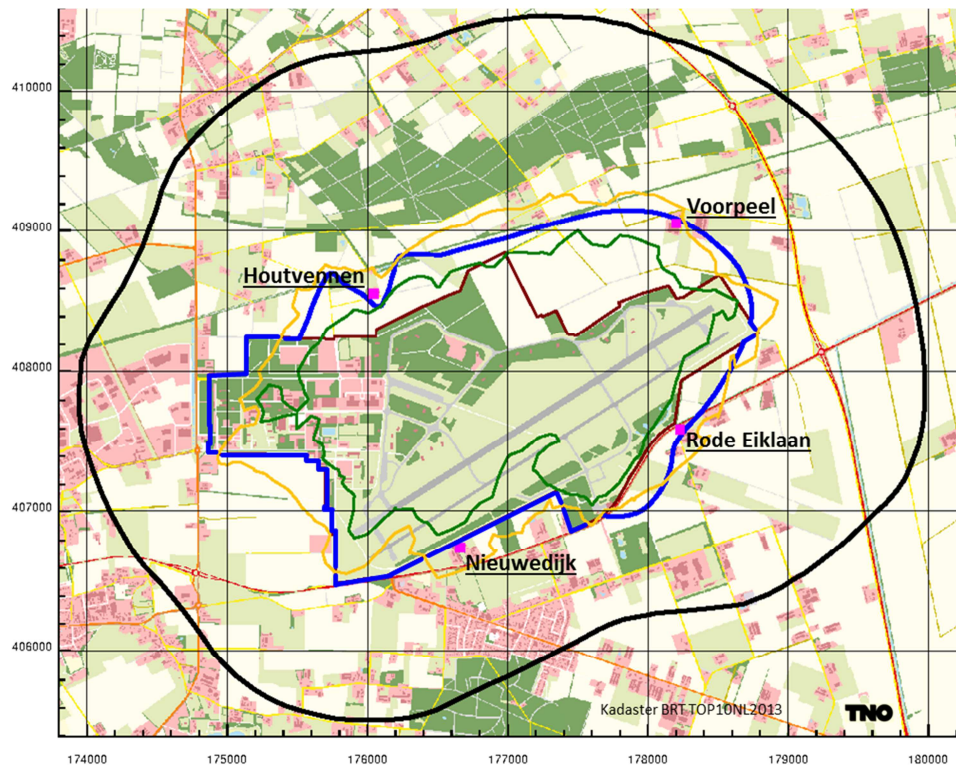 410000
409000
Voorpeel
Houtvennen
408000
Rode Eiklaan
407000
Nieuwedijk
406000
Kadaster BRT TOP10NL2013
TNO
174000
175000
176000
177000
178000
179000
180000